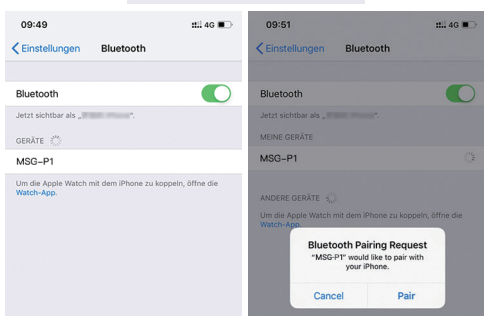 09:49
4G
Einstellungen
Bluetooth
Bluetooth
Jetzt sichtbar als „
“.
GERÄTE
MSG-P1
Um die Apple Watch mit dem iPhone zu koppeln, öffne die
Watch-App.
09:51
4G
Einstellungen
Bluetooth
Bluetooth
Jetzt sichtbar als „
“.
MEINE GERÄTE
MSG-P1
ANDERE GERÄTE
Um die Apple Watch mit dem iPhone zu koppeln, öffne die
Watch-App.
Bluetooth Pairing Request
"MSG-P1" would like to pair with
your iPhone.
Cancel
Pair